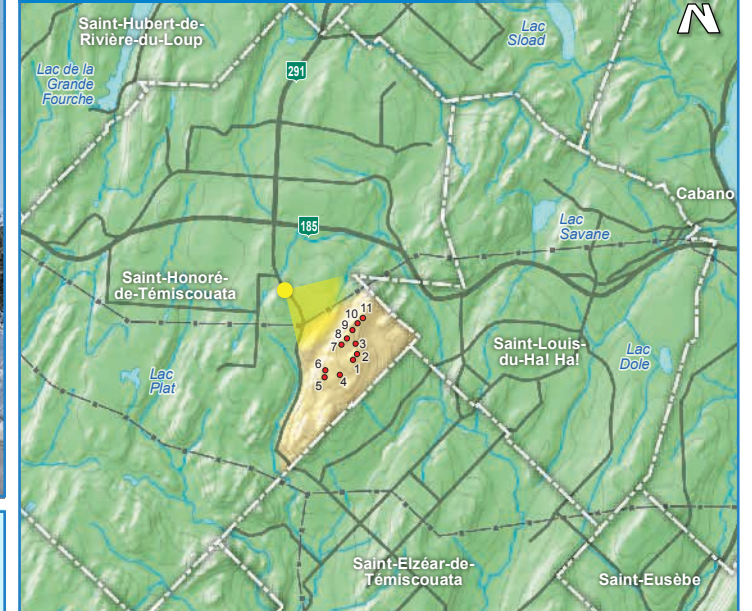 N
Saint-Hubert-de-
Rivière-du-Loup
Lac
Sload
Lac de la
Grande
Fourche
291
Cabano
185
Lac
Savane
Saint-Honoré-
de-Témiscouata
10 11
9
8
7
3
2
1
6
5
4
Saint-Louis-
du-Ha! Ha!
Lac
Dole
Lac
Plat
Saint-Elzéar-de-
Témiscouata
Saint-Eusèbe